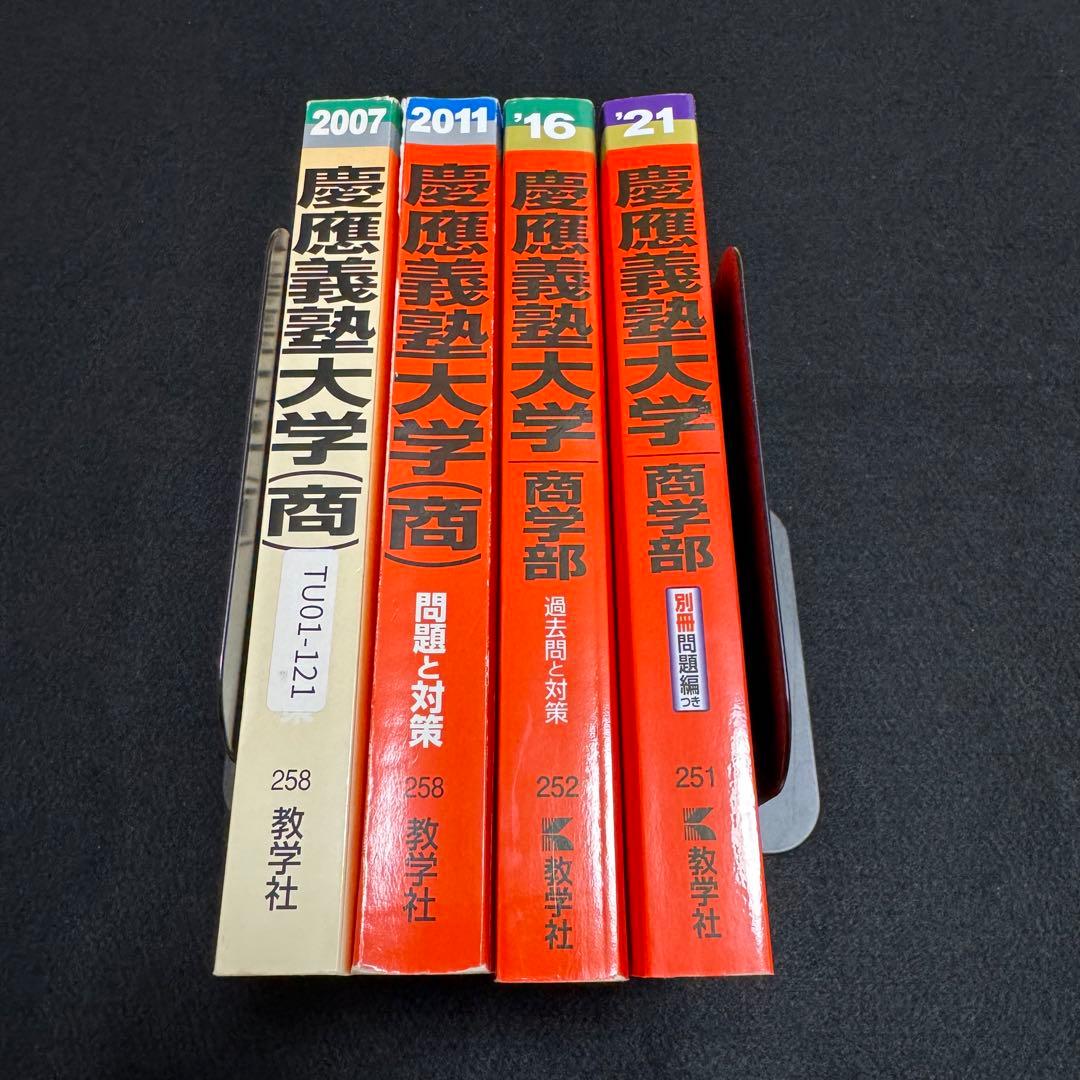 2007
慶應義塾大学(商)
TU01-121
258
教学社
2011
慶應義塾大学(商)
問題と対策
258
教学社
'16
慶應義塾大学
商学部
過去問と対策
252
教学社
'21
慶應義塾大学
商学部
別冊問題編つき
251
教学社